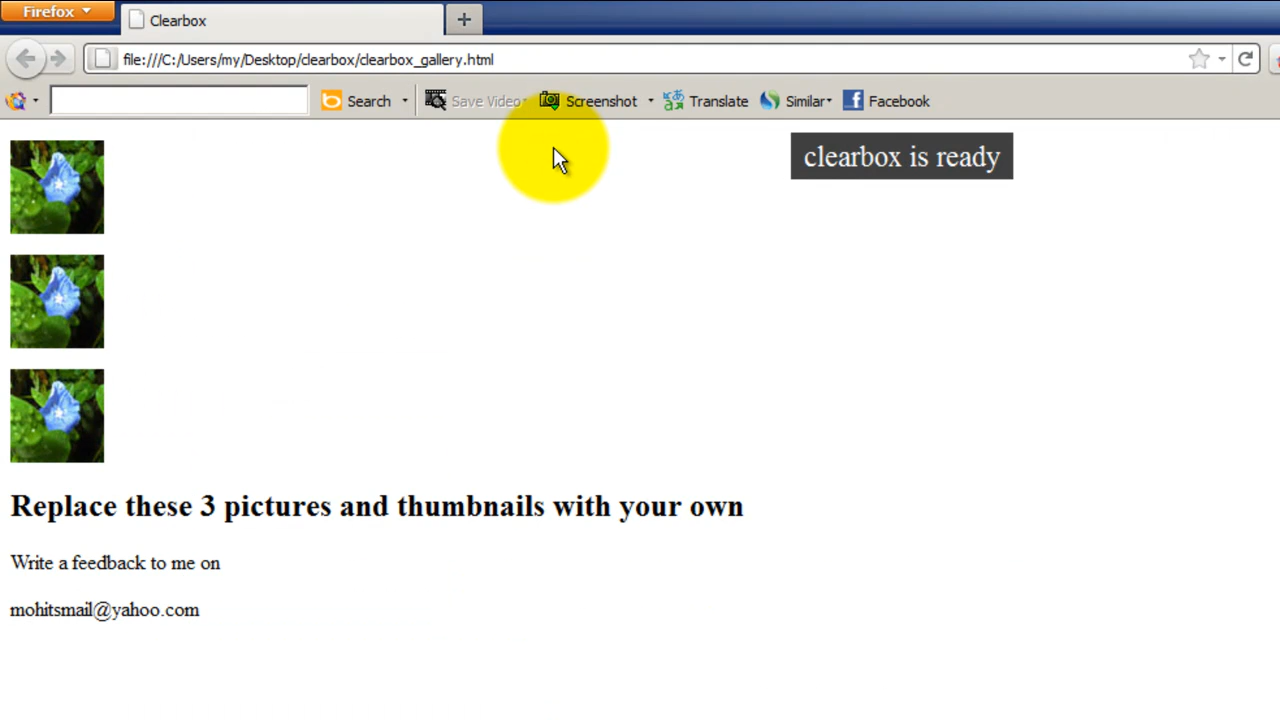 Firefox
Clearbox
file:///C:/Users/my/Desktop/clearbox/clearbox_gallery.html
Search Save Video Screenshot Translate Similar Facebook
clearbox is ready
Replace these 3 pictures and thumbnails with your own
Write a feedback to me on
mohitsmail@yahoo.com